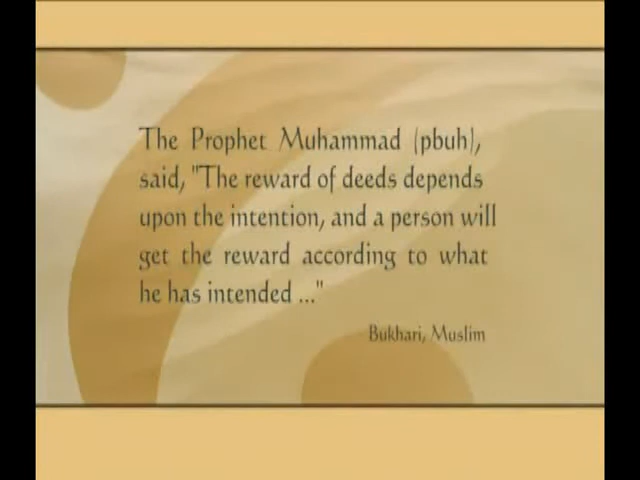 The Prophet Muhammad (pbuh),
said, "The reward of deeds depends
upon the intention, and a person will
get the reward according to what
he has intended ..."
Bukhari, Muslim